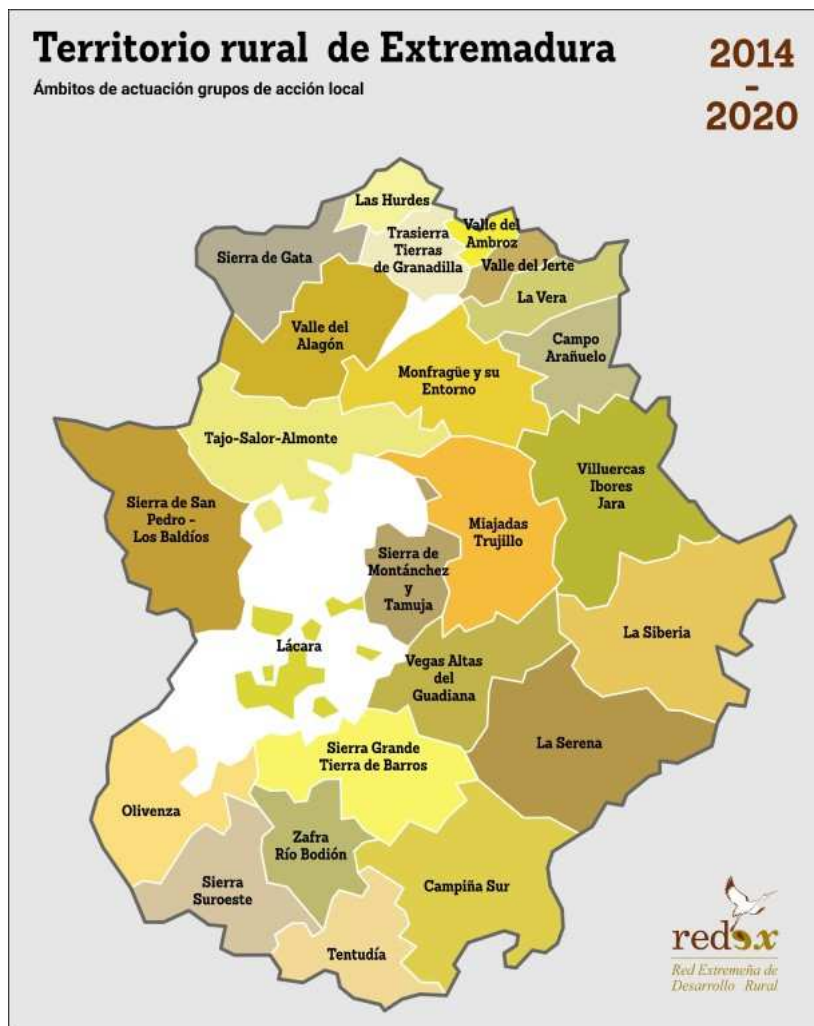 Territorio rural de Extremadura
Ámbitos de actuación grupos de acción local
2014
-
2020
Las Hurdes
Valle del
Ambroz
Trasierra
Tierras
de Granadilla
Sierra de Gata
Valle del Jerte
La Vera
Valle del
Alagón
Campo
Arañuelo
Monfragüe y su
Entorno
Tajo-Salor-Almonte
Villuercas
Ibores
Jara
Sierra de San
Pedro -
Los Baldíos
Miajadas
Trujillo
Sierra de
Montánchez
y
Tamuja
La Siberia
Lácara
Vegas Altas
del
Guadiana
La Serena
Sierra Grande
Tierra de Barros
Olivenza
Zafra
Río Bodión
Sierra
Suroeste
Campiña Sur
Tentudía
redex
Red Extremeña de
Desarrollo Rural